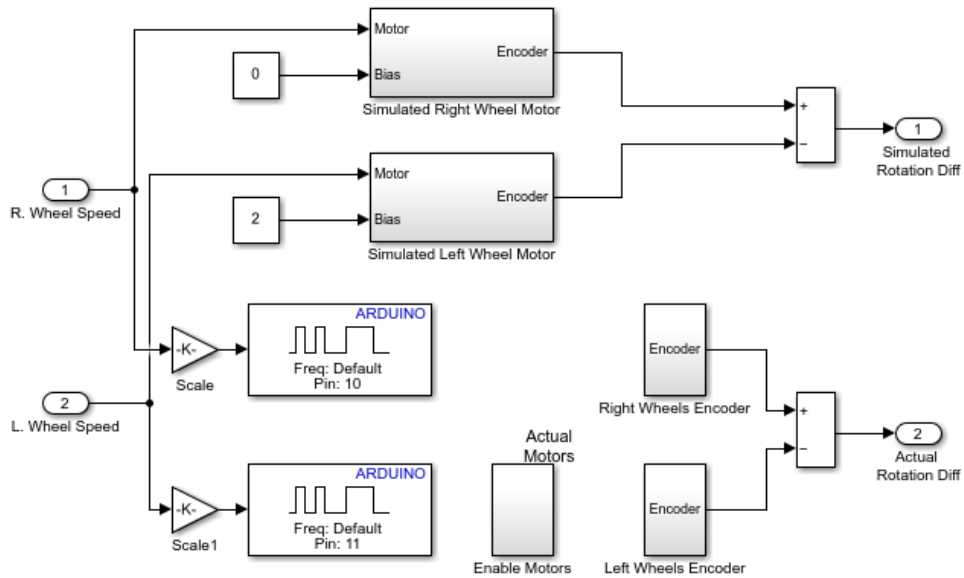 Motor
Encoder
0
Bias
Simulated Right Wheel Motor
+
−
1
Simulated
Rotation Diff
Motor
Encoder
1
R. Wheel Speed
2
Bias
Simulated Left Wheel Motor
ARDUINO
-K-
Scale
Freq: Default
Pin: 10
Encoder
Right Wheels Encoder
2
L. Wheel Speed
+
−
2
Actual
Rotation Diff
Actual
Motors
ARDUINO
-K-
Scale1
Freq: Default
Pin: 11
Enable Motors
Encoder
Left Wheels Encoder